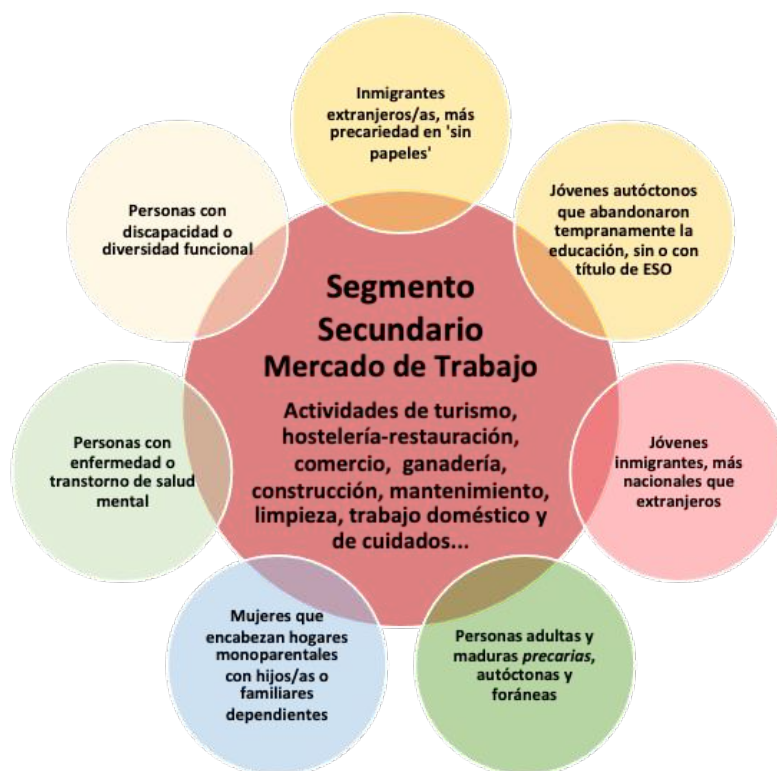 Inmigrantes
extranjeros/as, más
precariedad en 'sin
papeles'
Jóvenes autóctonos
que abandonaron
tempranamente la
educación, sin o con
título de ESO
Jóvenes
inmigrantes, más
nacionales que
extranjeros
Personas adultas y
maduras precarias,
autóctonas y
foráneas
Mujeres que
encabezan hogares
monoparentales
con hijos/as o
familiares
dependientes
Personas con
enfermedad o
transtorno de salud
mental
Personas con
discapacidad o
diversidad funcional
Segmento
Secundario
Mercado de Trabajo
Actividades de turismo,
hostelería-restauración,
comercio, ganadería,
construcción, mantenimiento,
limpieza, trabajo doméstico y
de cuidados...